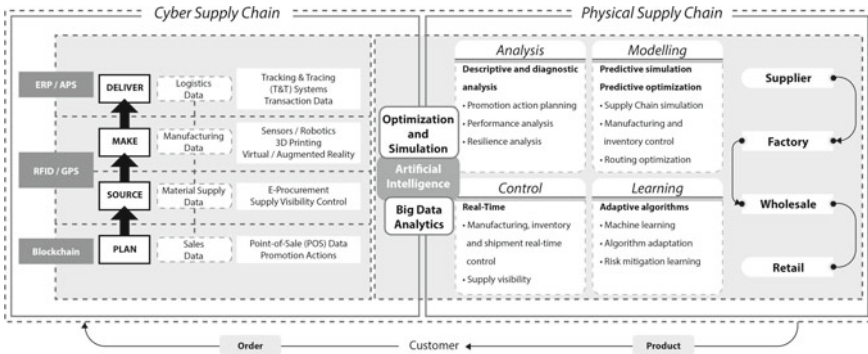 Cyber Supply Chain
Physical Supply Chain
ERP / APS
RFID / GPS
Blockchain
DELIVER
MAKE
SOURCE
PLAN
Logistics
Data
Manufacturing
Data
Material Supply
Data
Sales
Data
Tracking & Tracing
(T&T) Systems
Transaction Data
Sensors / Robotics
3D Printing
Virtual / Augmented Reality
E-Procurement
Supply Visibility Control
Point-of-Sale (POS) Data
Promotion Actions
Optimization
and
Simulation
Artificial
Intelligence
Big Data
Analytics
Analysis
Descriptive and diagnostic
analysis
• Promotion action planning
• Performance analysis
• Resilience analysis
Modelling
Predictive simulation
Predictive optimization
• Supply Chain simulation
• Manufacturing and
inventory control
• Routing optimization
Control
Real-Time
• Manufacturing, inventory
and shipment real-time
control
• Supply visibility
Learning
Adaptive algorithms
• Machine learning
• Algorithm adaptation
• Risk mitigation learning
Supplier
Factory
Wholesale
Retail
Order
Customer
Product